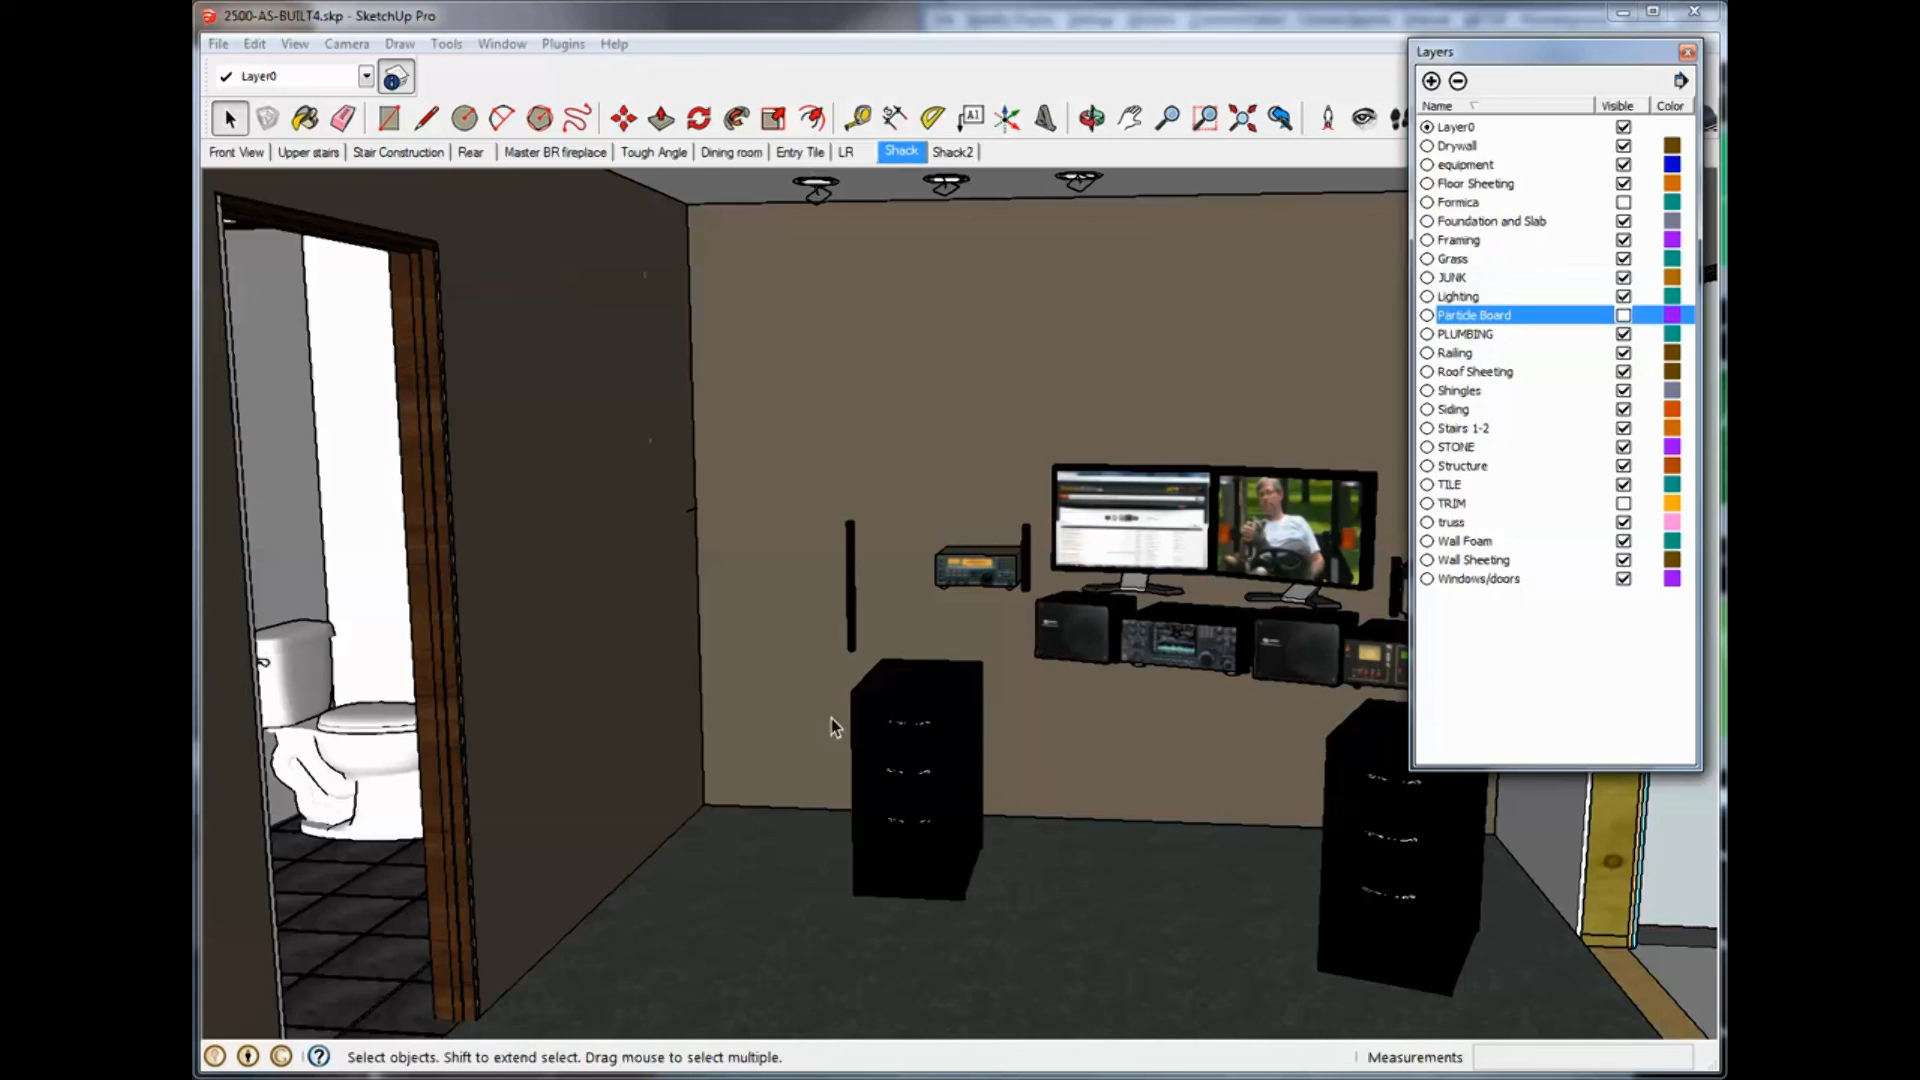 2500-AS-BUILT4.skp - SketchUp Pro
File Edit View Camera Draw Tools Window Plugins Help
Layer0
A1
Front View Upper stairs Stair Construction Rear Master BR fireplace Tough Angle Dining room Entry Tile LR Shack Shack2
Layers
Name Visible Color
Layer0
Drywall
equipment
Floor Sheeting
Formica
Foundation and Slab
Framing
Grass
JUNK
Lighting
Particle Board
PLUMBING
Railing
Roof Sheeting
Shingles
Siding
Stairs 1-2
STONE
Structure
TILE
TRIM
truss
Wall Foam
Wall Sheeting
Windows/doors
Select objects. Shift to extend select. Drag mouse to select multiple.
Measurements